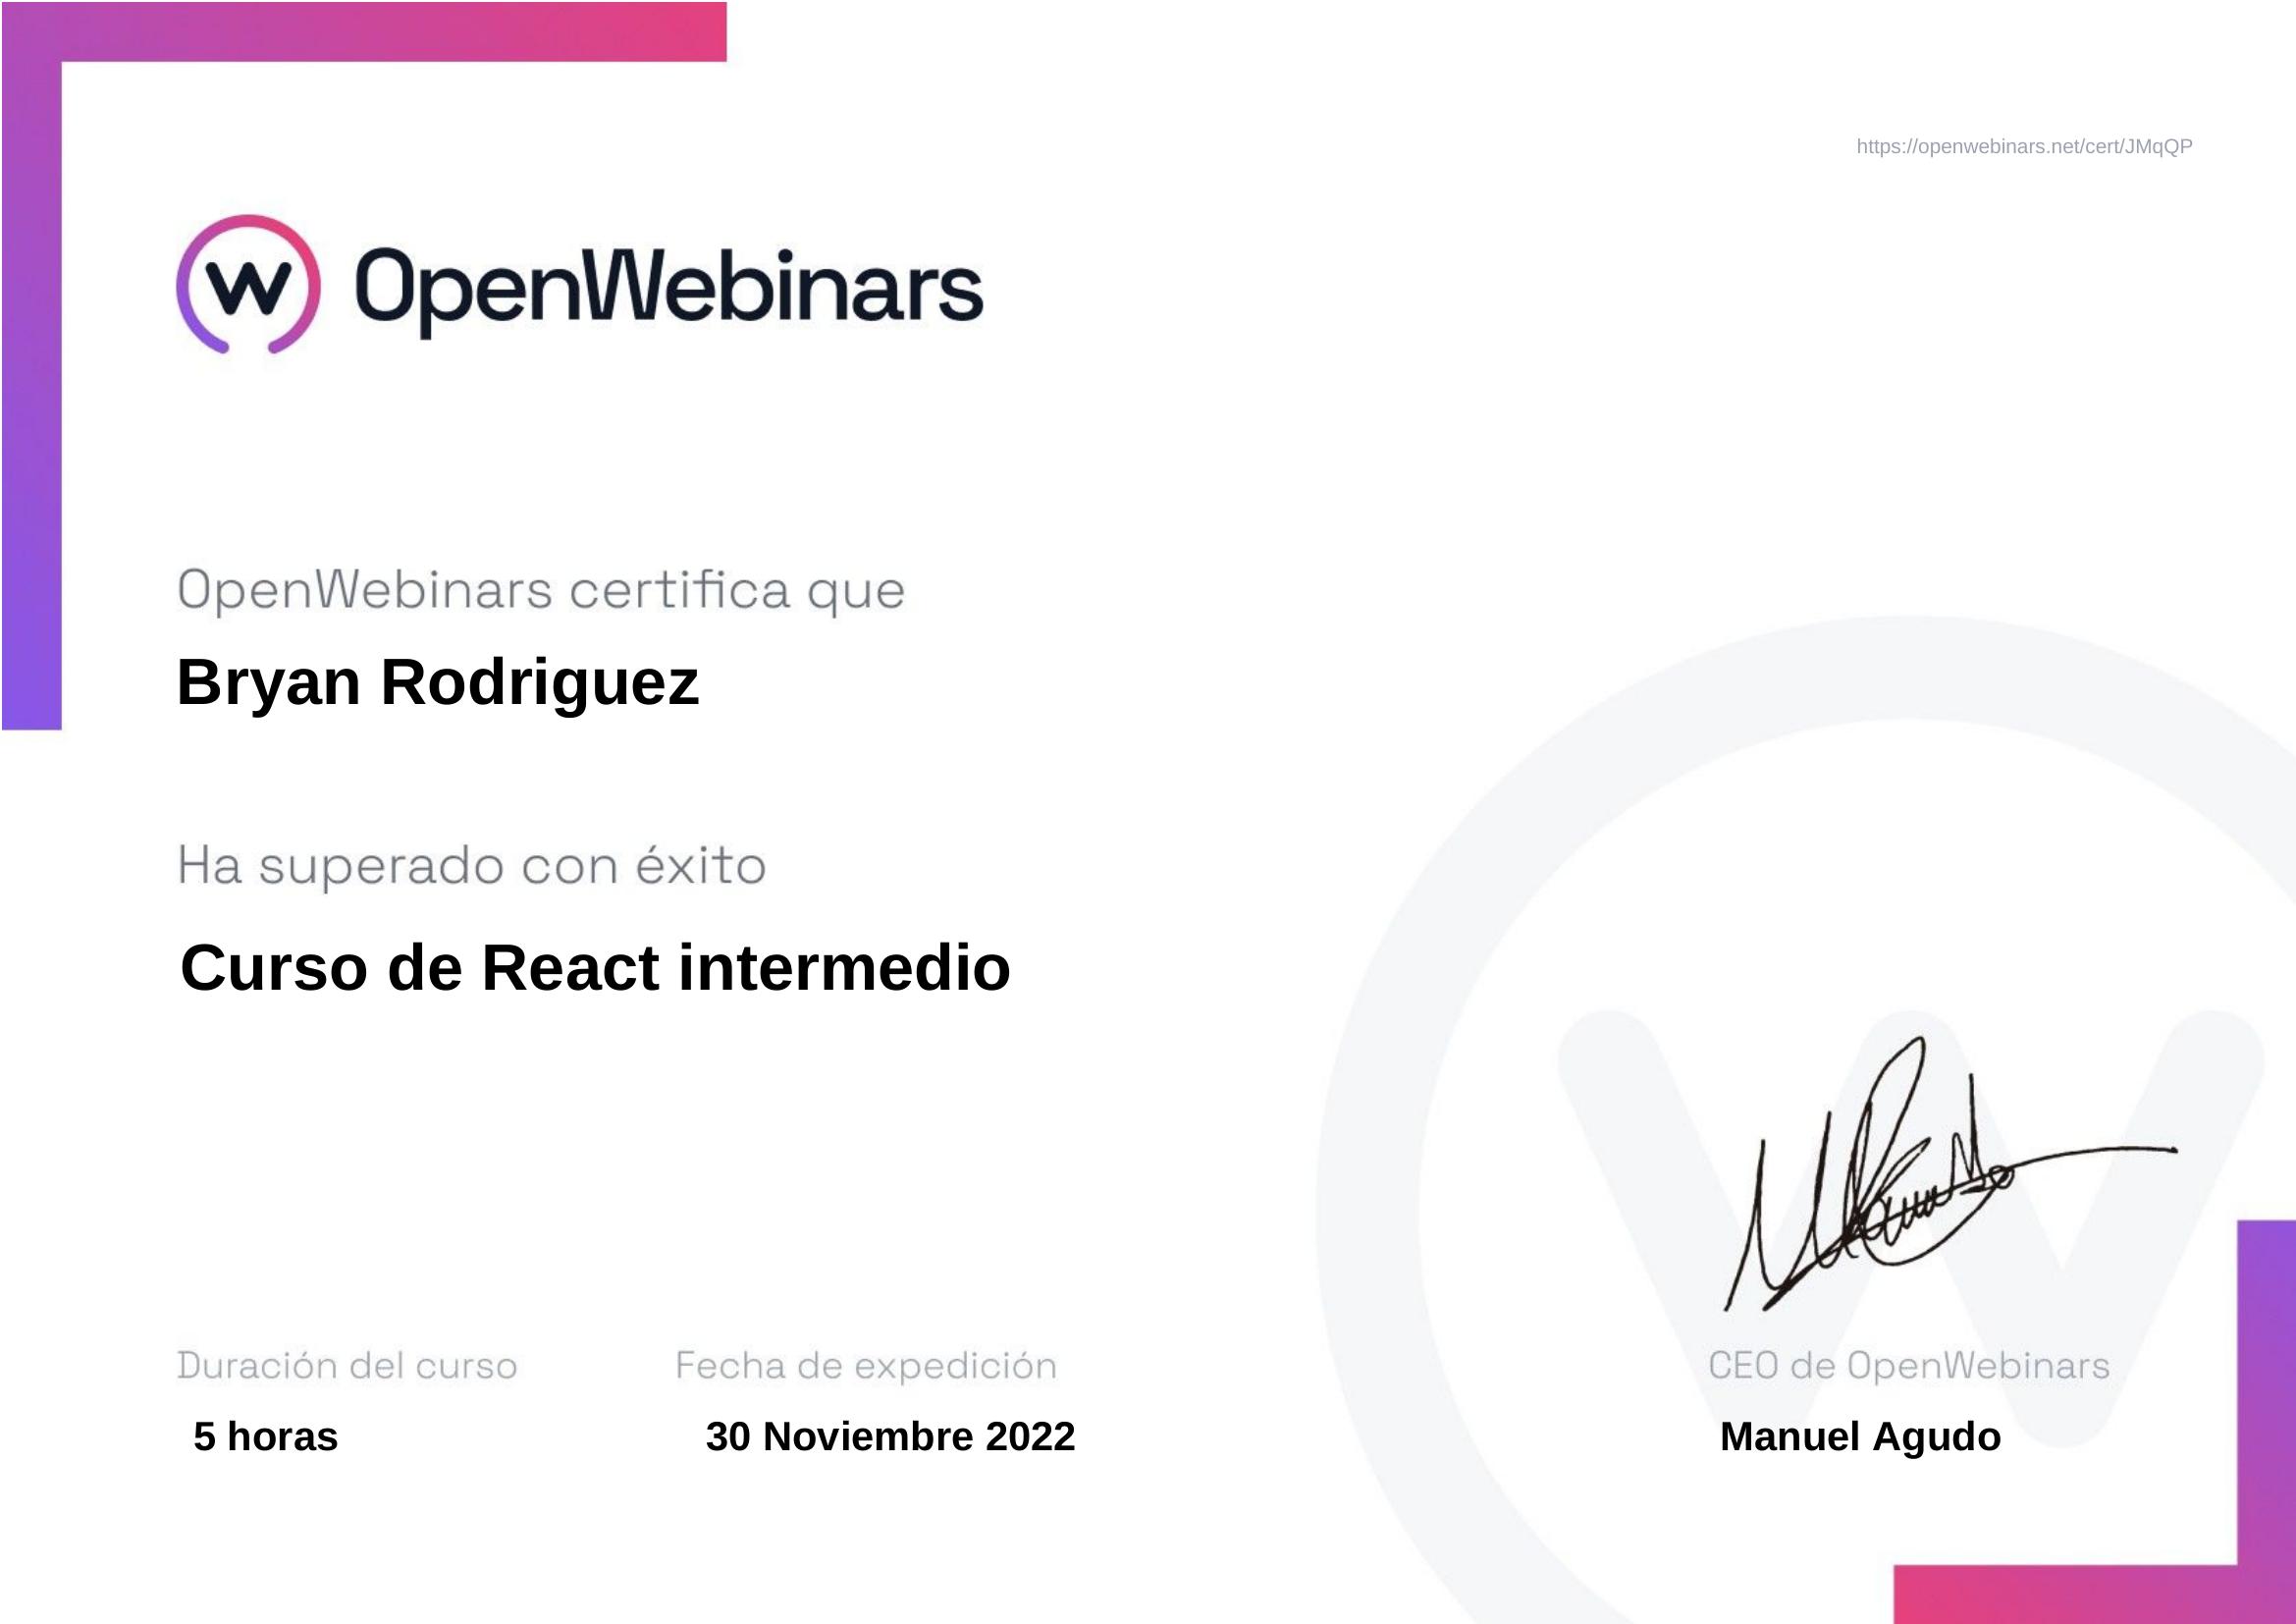 https://openwebinars.net/cert/JMqQP
W OpenWebinars
OpenWebinars certifica que
Bryan Rodriguez
Ha superado con éxito
Curso de React intermedio
Duración del curso
5 horas
Fecha de expedición
30 Noviembre 2022
CEO de OpenWebinars
Manuel Agudo